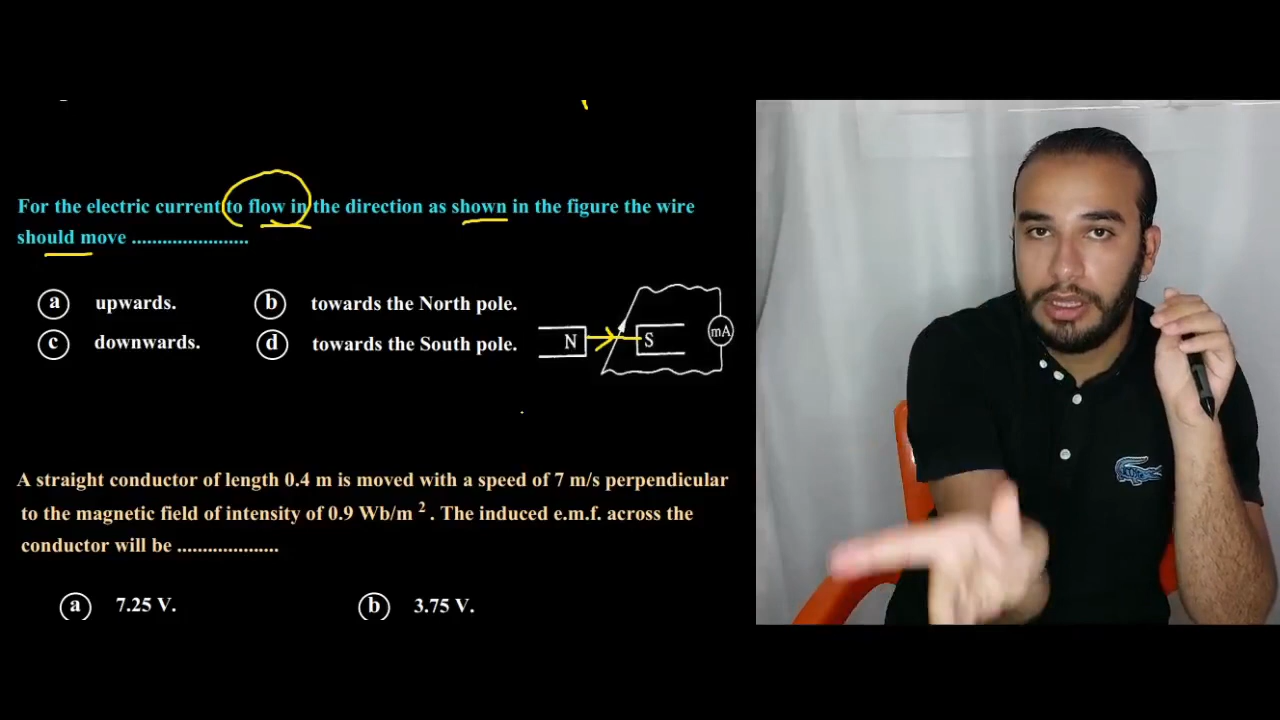 For the electric current to flow in the direction as shown in the figure the wire
should move .......................
a upwards.
b towards the North pole.
c downwards.
d towards the South pole.
N S mA
A straight conductor of length 0.4 m is moved with a speed of 7 m/s perpendicular
to the magnetic field of intensity of 0.9 Wb/m ². The induced e.m.f. across the
conductor will be ....................
a 7.25 V.
b 3.75 V.